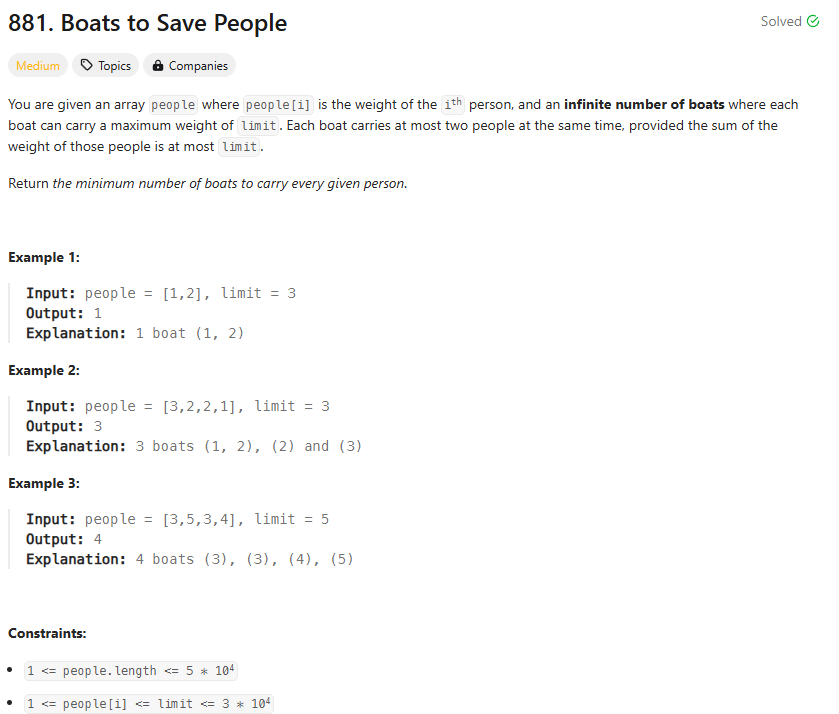 881. Boats to Save People
Solved
Medium Topics Companies
You are given an array people where people[i] is the weight of the ith person, and an infinite number of boats where each
boat can carry a maximum weight of limit. Each boat carries at most two people at the same time, provided the sum of the
weight of those people is at most limit.
Return the minimum number of boats to carry every given person.
Example 1:
Input: people = [1,2], limit = 3
Output: 1
Explanation: 1 boat (1, 2)
Example 2:
Input: people = [3,2,2,1], limit = 3
Output: 3
Explanation: 3 boats (1, 2), (2) and (3)
Example 3:
Input: people = [3,5,3,4], limit = 5
Output: 4
Explanation: 4 boats (3), (3), (4), (5)
Constraints:
• 1 <= people.length <= 5 * 10⁴
• 1 <= people[i] <= limit <= 3 * 10⁴